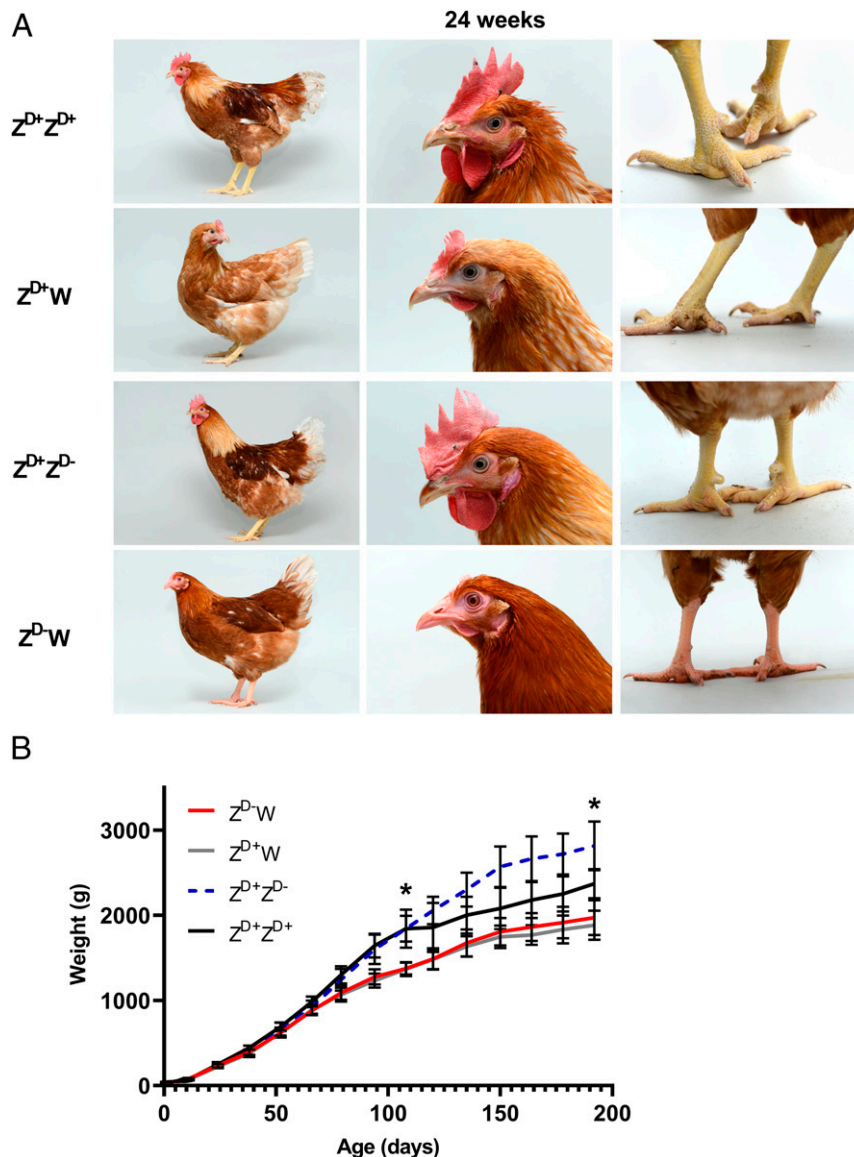 A
24 weeks
Zᴰ⁺Zᴰ⁺
Zᴰ⁺W
Zᴰ⁺Zᴰ⁻
Zᴰ⁻W
B
Zᴰ⁻W
Zᴰ⁺W
Zᴰ⁺Zᴰ⁻
Zᴰ⁺Zᴰ⁺
*
*
Weight (g)
3000
2000
1000
0
0 50 100 150 200
Age (days)